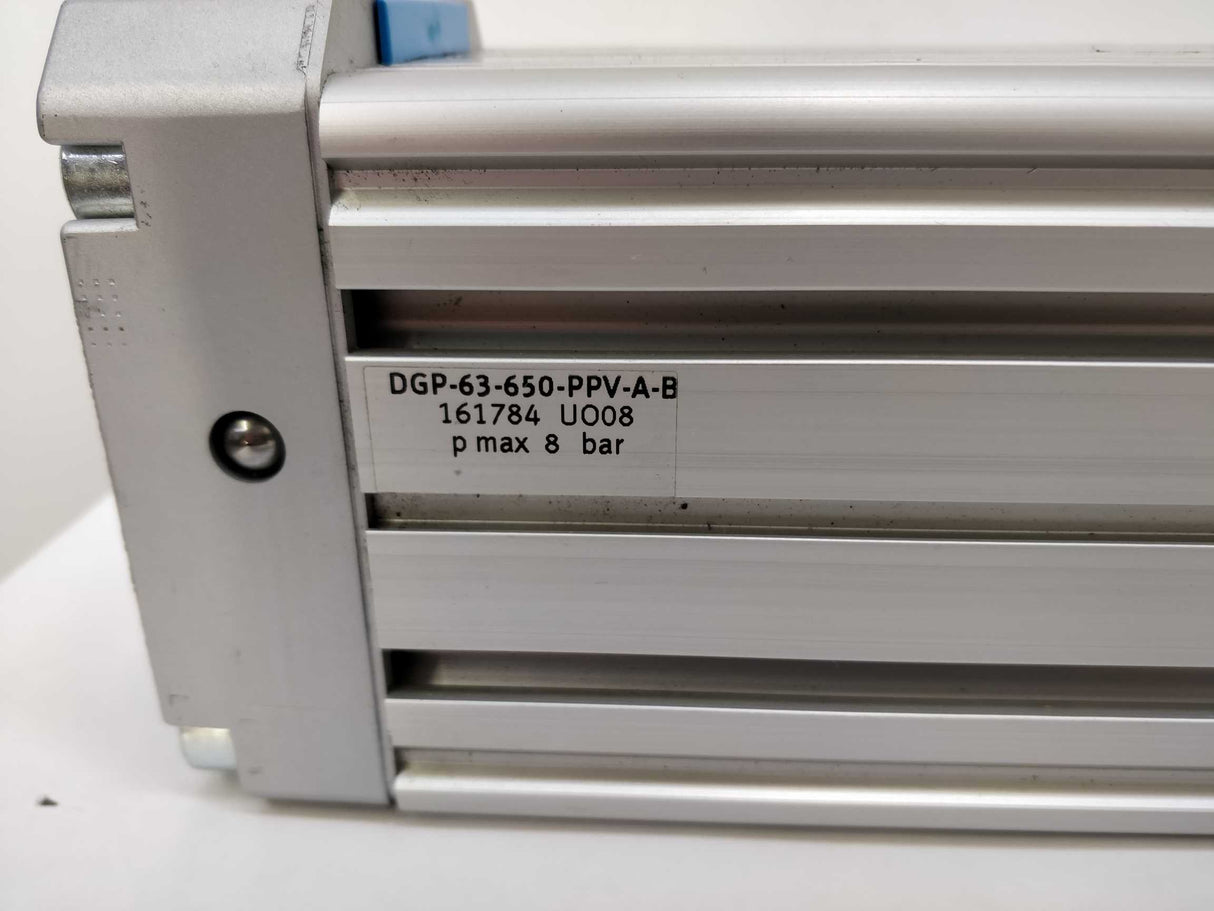 DGP-63-650-PPV-A-B
161784 UO08
p max 8 bar